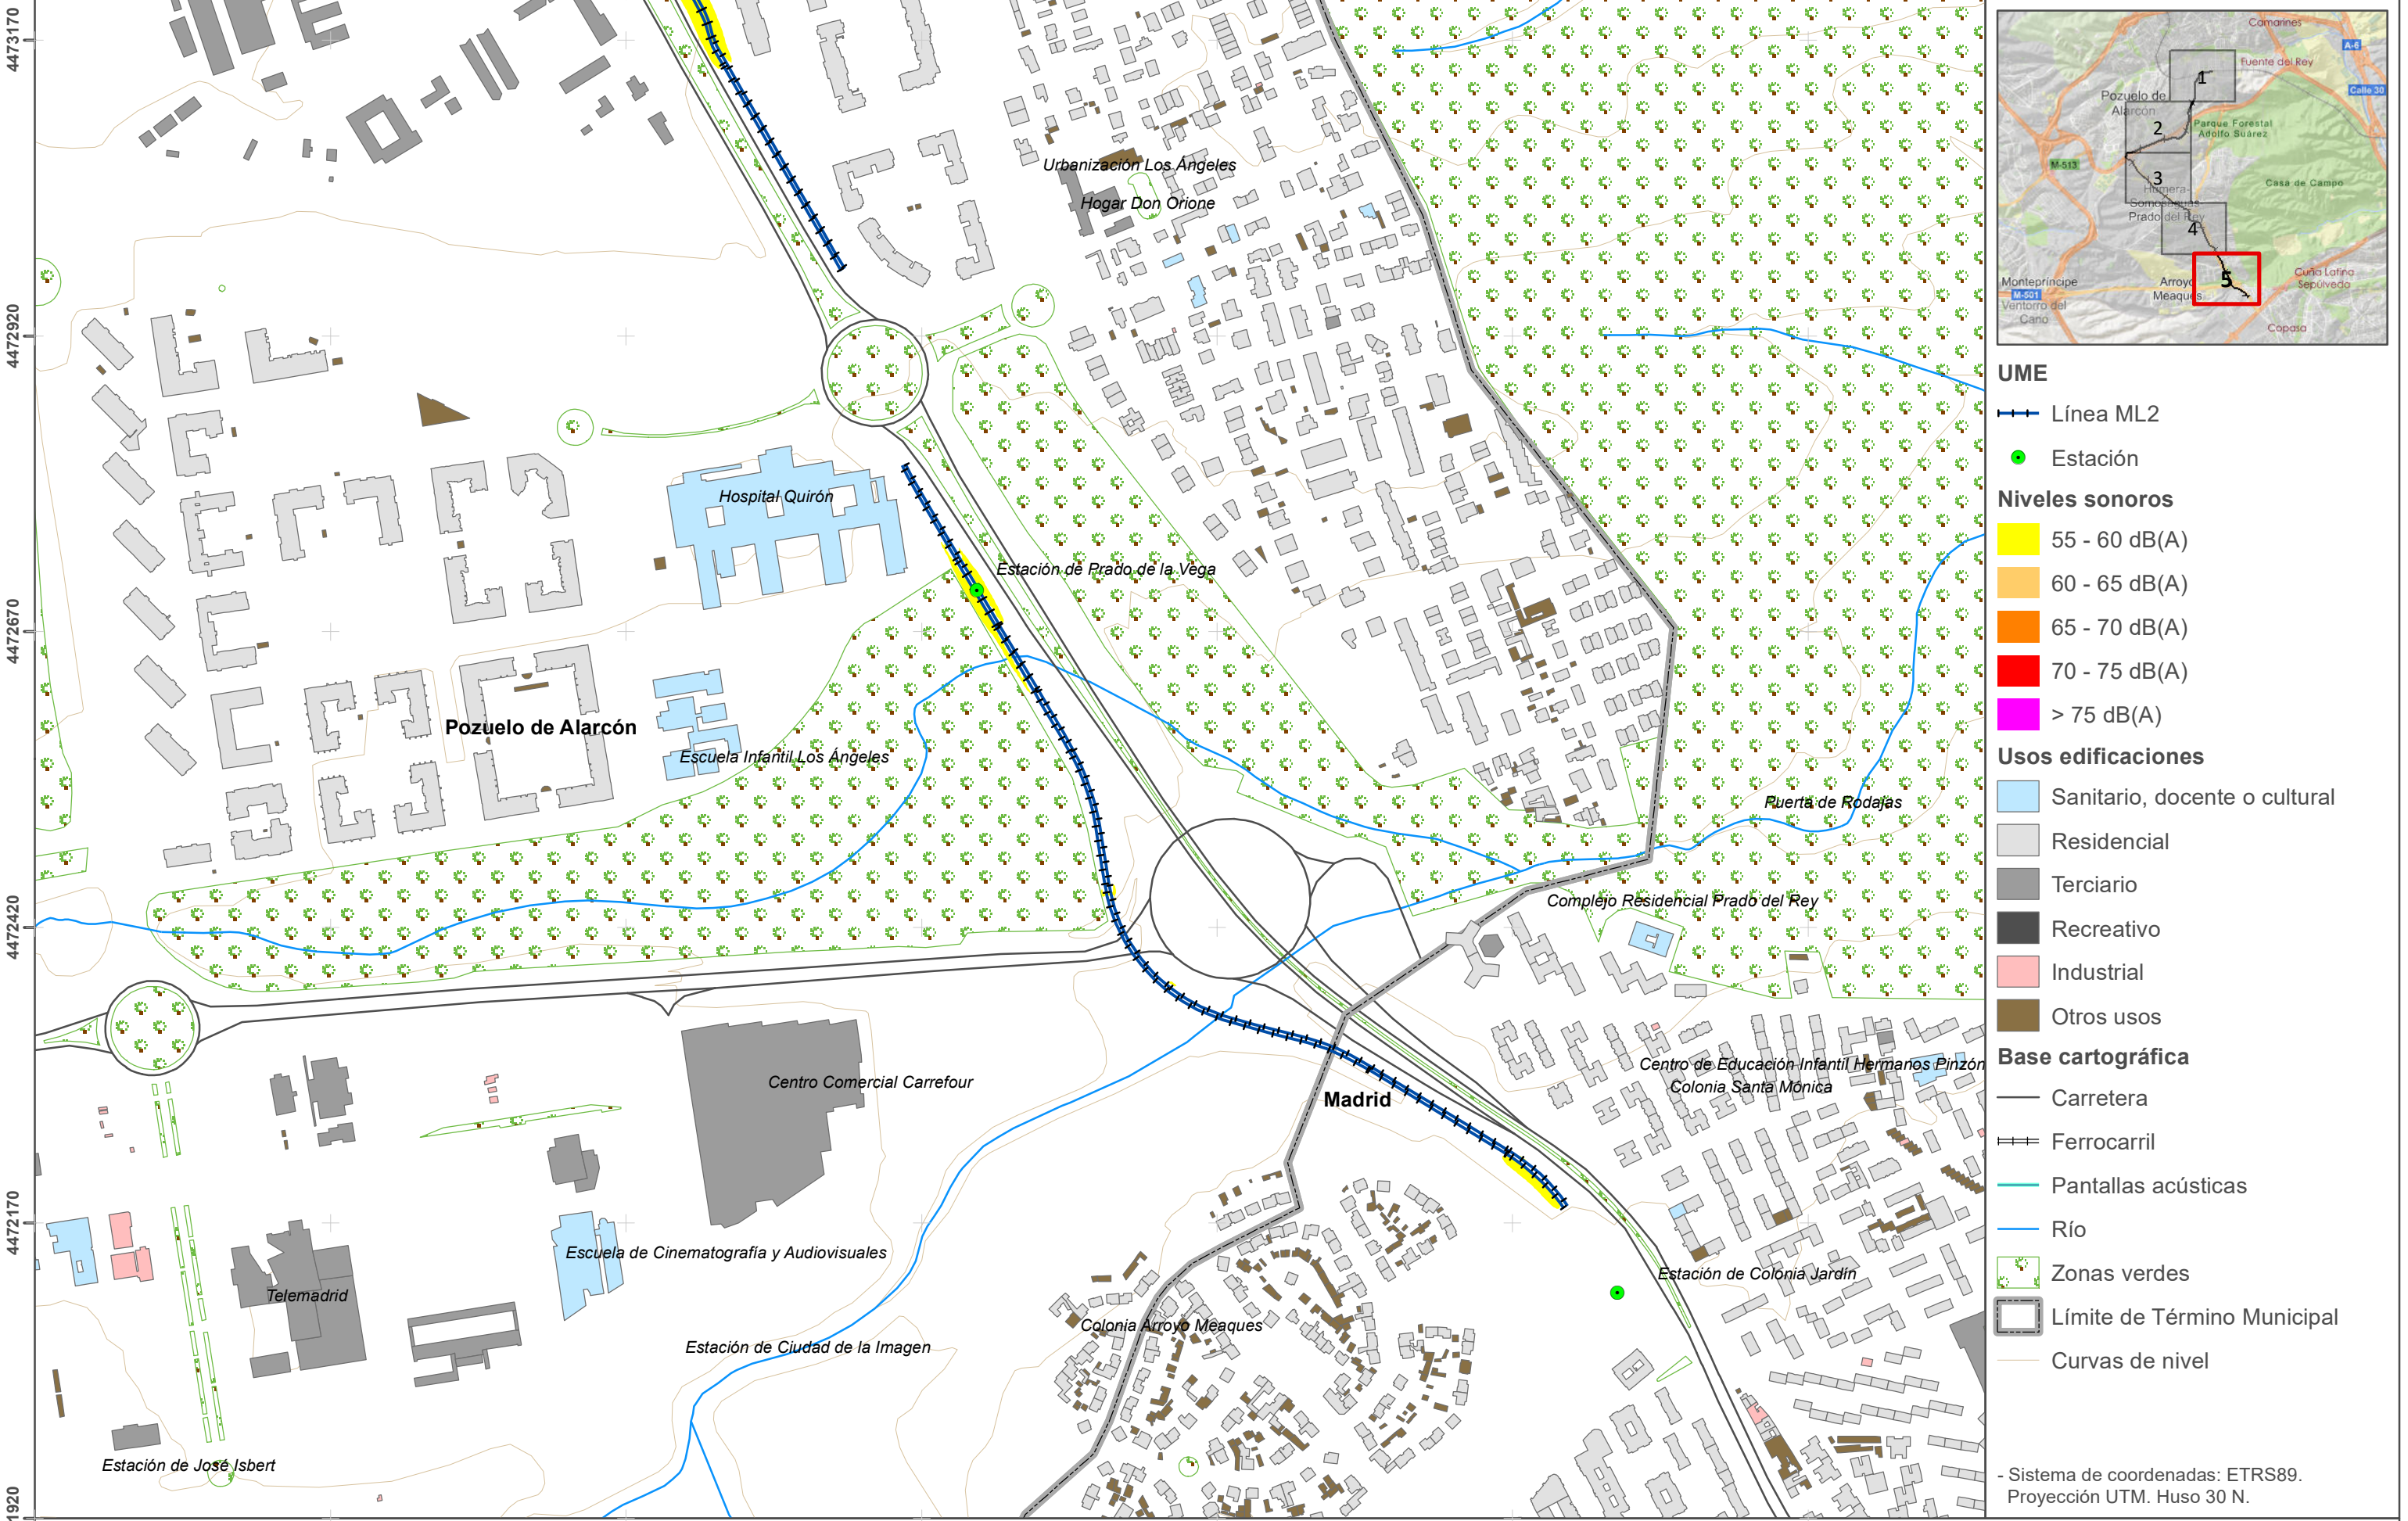 4473170
4472920
4472670
4472420
4472170
1920
Urbanización Los Ángeles
Hogar Don Orione
Hospital Quirón
Estación de Prado de la Vega
Pozuelo de Alarcón
Escuela Infantil Los Ángeles
Puerta de Rodajas
Complejo Residencial Prado del Rey
Centro Comercial Carrefour
Centro de Educación Infantil Hermanos Pinzón
Colonia Santa Mónica
Madrid
Escuela de Cinematografía y Audiovisuales
Telemadrid
Estación de Colonia Jardín
Colonia Arroyo Meaques
Estación de Ciudad de la Imagen
Estación de José Isbert
Camarines
A-6
Fuente del Rey
Calle 30
1
Pozuelo de
Alarcón
2
Parque Forestal
Adolfo Suárez
M-513
3
Casa de Campo
Húmera-
Somosaguas-
Prado del Rey
4
Cuña Latina
Sepúlveda
Montepríncipe
M-501
Ventorro del
Cano
Arroyo
Meaques
5
Copasa
UME
Línea ML2
Estación
Niveles sonoros
55 - 60 dB(A)
60 - 65 dB(A)
65 - 70 dB(A)
70 - 75 dB(A)
> 75 dB(A)
Usos edificaciones
Sanitario, docente o cultural
Residencial
Terciario
Recreativo
Industrial
Otros usos
Base cartográfica
Carretera
Ferrocarril
Pantallas acústicas
Río
Zonas verdes
Límite de Término Municipal
Curvas de nivel
- Sistema de coordenadas: ETRS89.
Proyección UTM. Huso 30 N.